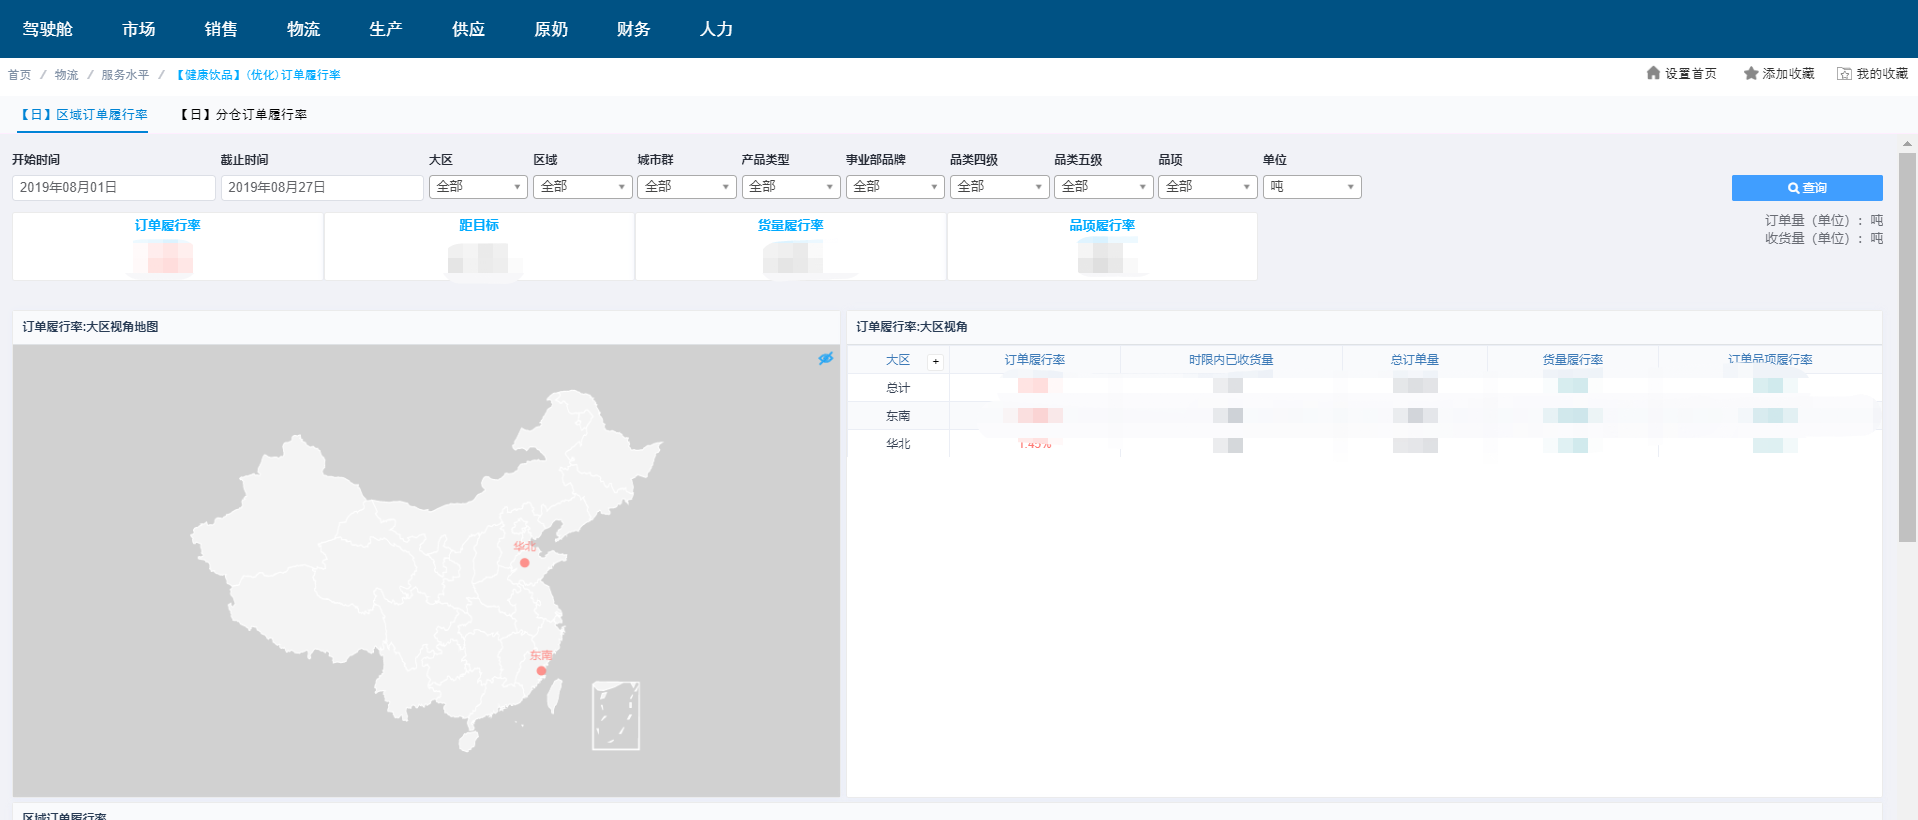 驾驶舱 市场 销售 物流 生产 供应 原奶 财务 人力
首页 / 物流 / 服务水平 / 【健康饮品】(优化)订单履行率
设置首页 添加收藏 我的收藏
【日】区域订单履行率 【日】分仓订单履行率
开始时间 截止时间 大区 区域 城市群 产品类型 事业部品牌 品类四级 品类五级 品项 单位
2019年08月01日 2019年08月27日 全部 全部 全部 全部 全部 全部 全部 全部 吨 查询
订单履行率 距目标 货量履行率 品项履行率
订单量（单位）: 吨
收货量（单位）: 吨
订单履行率:大区视角地图
华北
东南
订单履行率:大区视角
大区 + 订单履行率 时限内已收货量 总订单量 货量履行率 订单品项履行率
总计
东南
华北 1.45%
区域订单履行率